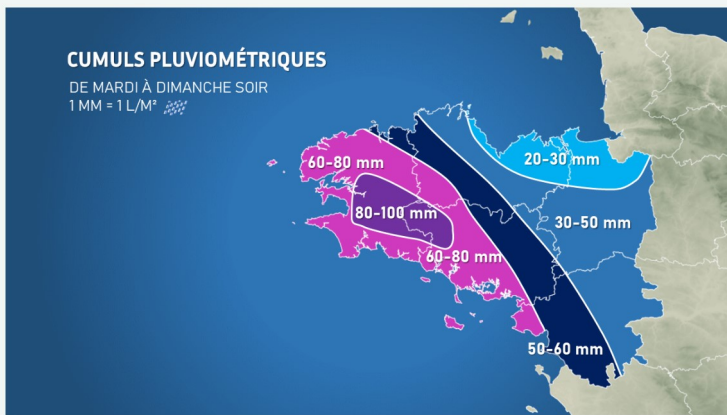 CUMULS PLUVIOMÉTRIQUES
DE MARDI À DIMANCHE SOIR
1 MM = 1 L/M²
20-30 mm
60-80 mm
80-100 mm
30-50 mm
60-80 mm
50-60 mm